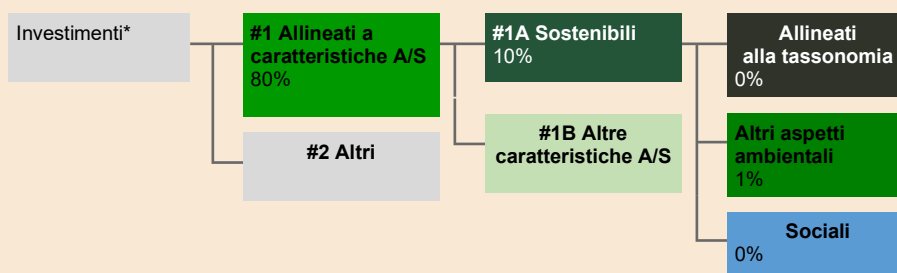 Investimenti*
#1 Allineati a
caratteristiche A/S
80%
#2 Altri
#1A Sostenibili
10%
#1B Altre
caratteristiche A/S
Allineati
alla tassonomia
0%
Altri aspetti
ambientali
1%
Sociali
0%